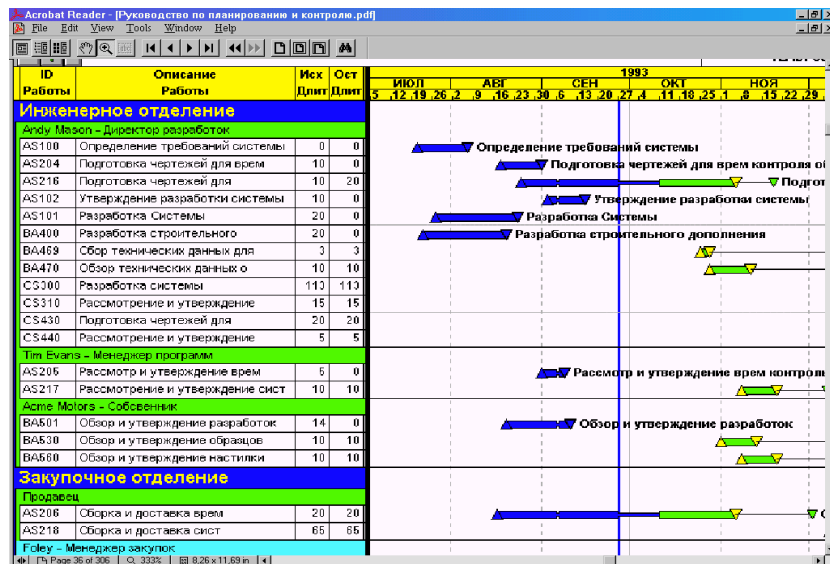 Acrobat Reader - [Руководство по планированию и контролю.pdf]
File Edit View Tools Window Help
ID Описание Исх Ост 1993
Работы Работы Длит Длит ИЮЛ АВГ СЕН ОКТ НОЯ
5 ,12 ,19 ,26 ,2 ,9 ,16 ,23 ,30 ,6 ,13 ,20 ,27 ,4 ,11 ,18 ,25 ,1 ,8 ,15 ,22 ,29
Инженерное отделение
Andy Mason - Директор разработок
AS100 Определение требований системы 0 0 Определение требований системы
AS204 Подготовка чертежей для врем 10 0 Подготовка чертежей для врем контроля об
AS216 Подготовка чертежей для 10 20 Подгот
AS102 Утверждение разработки системы 10 0 Утверждение разработки системы
AS101 Разработка Системы 20 0 Разработка Системы
BA400 Разработка строительного 20 0 Разработка строительного дополнения
BA469 Сбор технических данных для 3 3
BA470 Обзор технических данных о 10 10
CS300 Разработка системы 113 113
CS310 Рассмотрение и утверждение 15 15
CS430 Подготовка чертежей для 20 20
CS440 Рассмотрение и утверждение 5 5
Tim Evans - Менеджер программ
AS205 Рассмотр и утверждение врем 5 0 Рассмотр и утверждение врем контроль
AS217 Рассмотрение и утверждение сист 10 10
Acme Motors - Собсвенник
BA501 Обзор и утверждение разработок 14 0 Обзор и утверждение разработок
BA530 Обзор и утверждение образцов 10 10
BA560 Обзор и утверждение настилки 10 10
Закупочное отделение
Продавец
AS206 Сборка и доставка врем 20 20
AS218 Сборка и доставка сист 65 65
Foley - Менеджер закупок
Page 36 of 306 333% 8,26 x 11,69 in